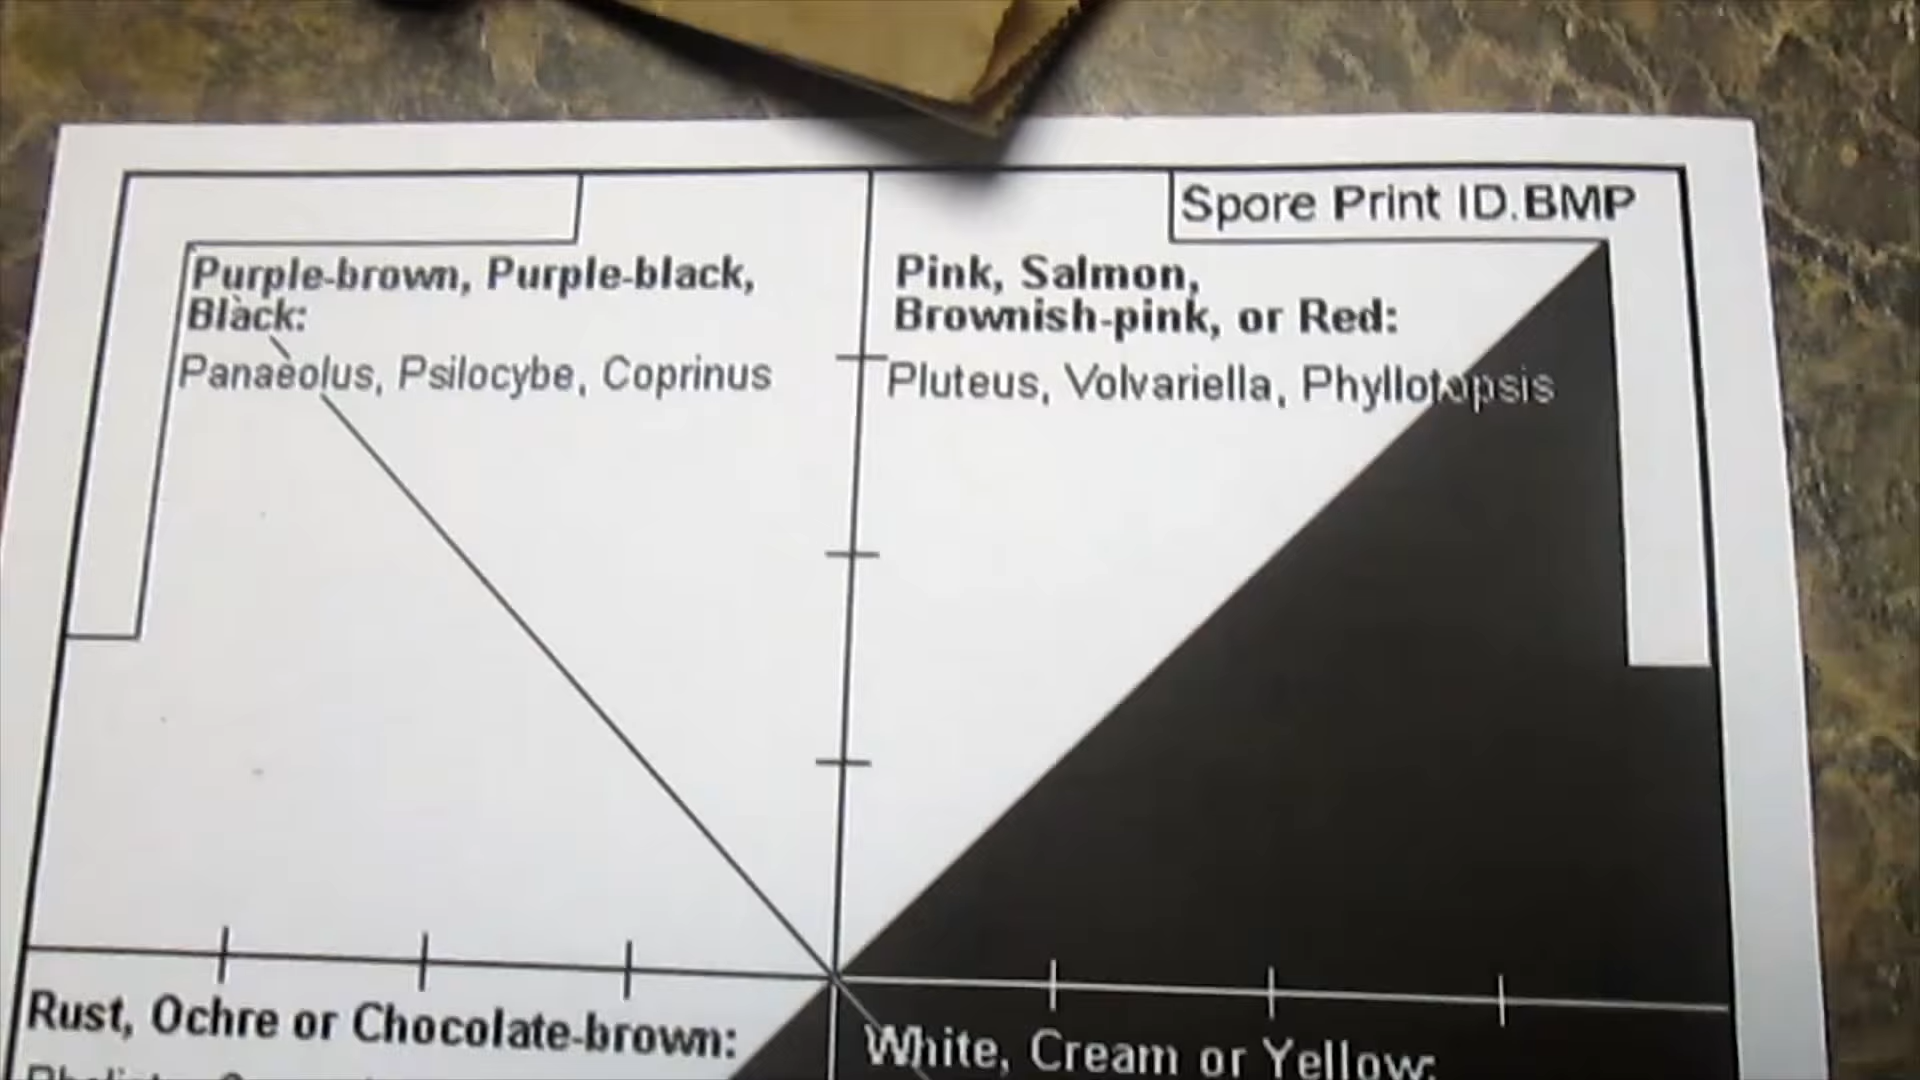 Spore Print ID.BMP
Purple-brown, Purple-black,
Black:
Panaeolus, Psilocybe, Coprinus
Pink, Salmon,
Brownish-pink, or Red:
Pluteus, Volvariella, Phyllotopsis
Rust, Ochre or Chocolate-brown:
White, Cream or Yellow: